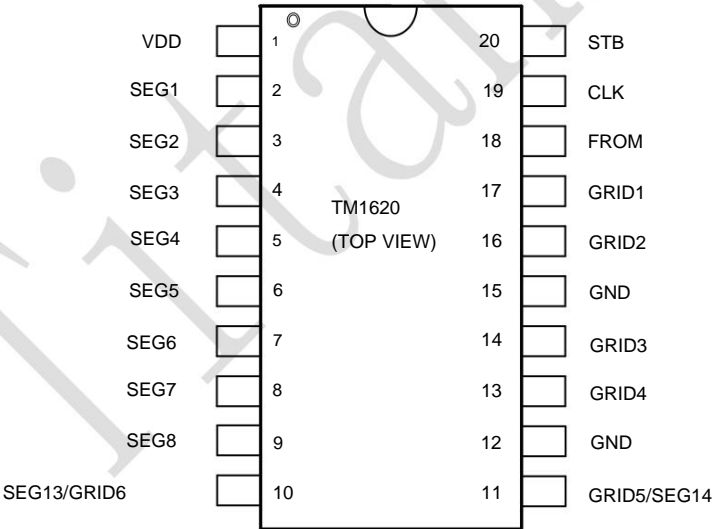 VDD 1 20 STB
SEG1 2 19 CLK
SEG2 3 18 FROM
SEG3 4 17 GRID1
TM1620
SEG4 5 (TOP VIEW) 16 GRID2
SEG5 6 15 GND
SEG6 7 14 GRID3
SEG7 8 13 GRID4
SEG8 9 12 GND
SEG13/GRID6 10 11 GRID5/SEG14